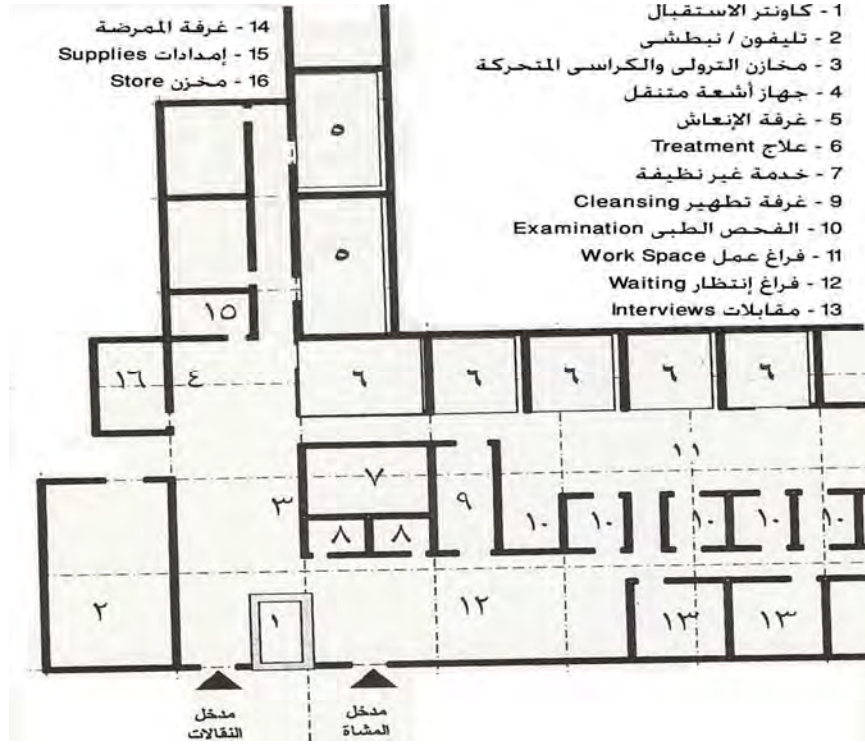 1 - كاونتر الاستقبال
2 - تليفون / نبطشى
3 - مخازن الترولى والكراسى المتحركة
4 - جهاز أشعة متنقل
5 - غرفة الإنعاش
6 - علاج Treatment
7 - خدمة غير نظيفة
9 - غرفة تطهير Cleansing
10 - الفحص الطبى Examination
11 - فراغ عمل Work Space
12 - فراغ إنتظار Waiting
13 - مقابلات Interviews
14 - غرفة الممرضة
15 - إمدادات Supplies
16 - مخزن Store
٥
٥
١٥
١٦ ٤ ٦ ٦ ٦ ٦ ٦
١١
٧
٣ ٩
٨ ٨ ١٠ ١٠ ١٠ ١٠ ١٠
٢ ١ ١٢ ١٣ ١٣
مدخل النقالات
مدخل المشاة